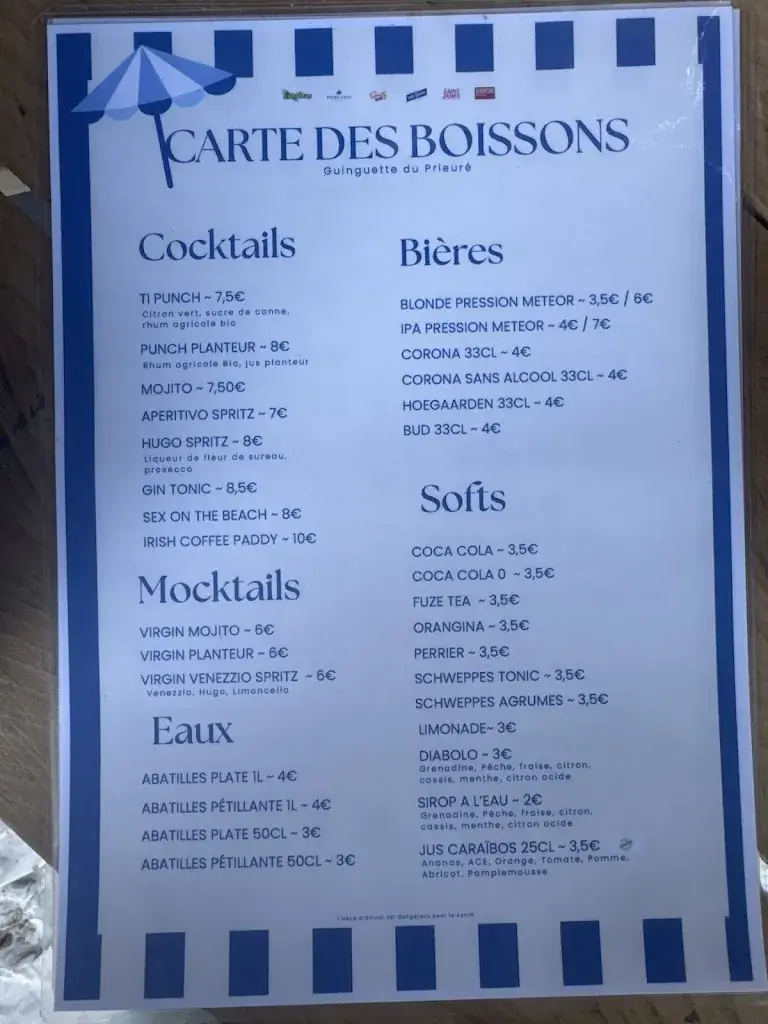 SAINT JAMES
CARTE DES BOISSONS
Guinguette du Prieuré
Cocktails
TI PUNCH ~ 7,5€
Citron vert, sucre de canne,
rhum agricole bio
PUNCH PLANTEUR ~ 8€
Rhum agricole Bio, jus planteur
MOJITO ~ 7,50€
APERITIVO SPRITZ ~ 7€
HUGO SPRITZ ~ 8€
Liqueur de fleur de sureau,
prosecco
GIN TONIC ~ 8,5€
SEX ON THE BEACH ~ 8€
IRISH COFFEE PADDY ~ 10€
Mocktails
VIRGIN MOJITO ~ 6€
VIRGIN PLANTEUR ~ 6€
VIRGIN VENEZZIO SPRITZ ~ 6€
Venezzio, Hugo, Limoncello
Eaux
ABATILLES PLATE 1L ~ 4€
ABATILLES PÉTILLANTE 1L ~ 4€
ABATILLES PLATE 50CL ~ 3€
ABATILLES PÉTILLANTE 50CL ~ 3€
Bières
BLONDE PRESSION METEOR ~ 3,5€ / 6€
IPA PRESSION METEOR ~ 4€ / 7€
CORONA 33CL ~ 4€
CORONA SANS ALCOOL 33CL ~ 4€
HOEGAARDEN 33CL ~ 4€
BUD 33CL ~ 4€
Softs
COCA COLA ~ 3,5€
COCA COLA 0 ~ 3,5€
FUZE TEA ~ 3,5€
ORANGINA ~ 3,5€
PERRIER ~ 3,5€
SCHWEPPES TONIC ~ 3,5€
SCHWEPPES AGRUMES ~ 3,5€
LIMONADE~ 3€
DIABOLO ~ 3€
Grenadine, Pêche, fraise, citron,
cassis, menthe, citron acide
SIROP A L'EAU ~ 2€
Grenadine, Pêche, fraise, citron,
cassis, menthe, citron acide
JUS CARAÏBOS 25CL ~ 3,5€
Ananas, ACE, Orange, Tomate, Pomme,
Abricot, Pamplemousse
L'abus d'alcool est dangereux pour la santé